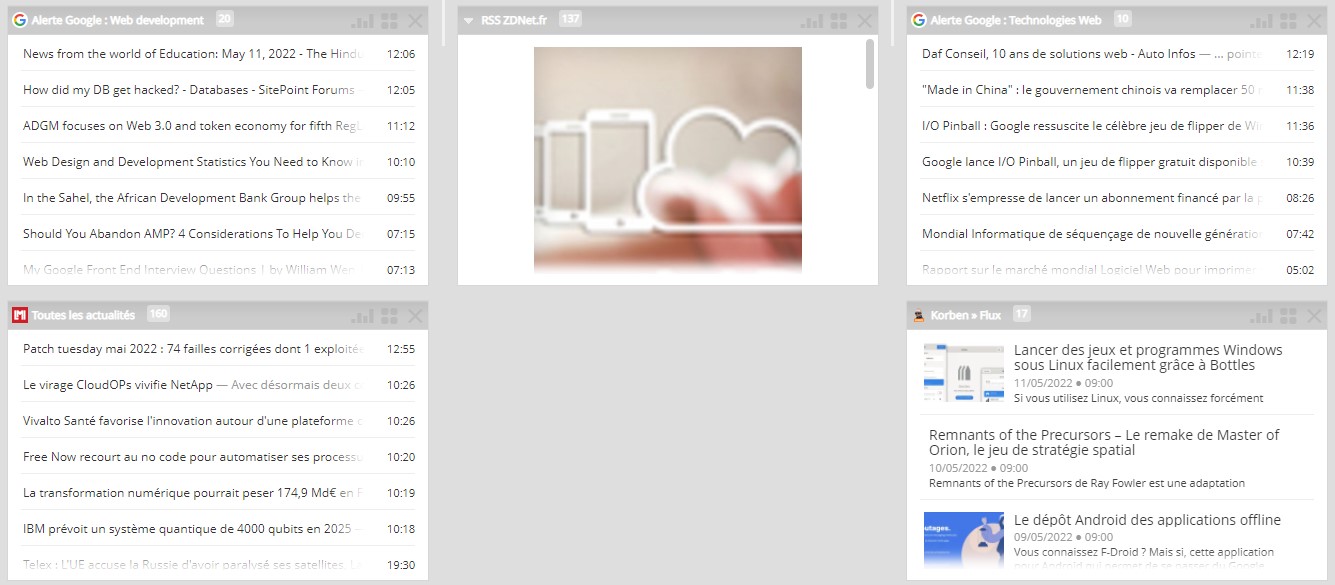 Alerte Google : Web development 20
News from the world of Education: May 11, 2022 - The Hindu 12:06
How did my DB get hacked? - Databases - SitePoint Forums 12:05
ADGM focuses on Web 3.0 and token economy for fifth RegL 11:12
Web Design and Development Statistics You Need to Know in 10:10
In the Sahel, the African Development Bank Group helps the 09:55
Should You Abandon AMP? 4 Considerations To Help You De 07:15
My Google Front End Interview Questions | by William Wen 07:13
RSS ZDNet.fr 137
Alerte Google : Technologies Web 10
Daf Conseil, 10 ans de solutions web - Auto Infos — ... pointe 12:19
"Made in China" : le gouvernement chinois va remplacer 50 11:38
I/O Pinball : Google ressuscite le célèbre jeu de flipper de Wi 11:36
Google lance I/O Pinball, un jeu de flipper gratuit disponible 10:39
Netflix s'empresse de lancer un abonnement financé par la p 08:26
Mondial Informatique de séquençage de nouvelle génératio 07:42
Rapport sur le marché mondial Logiciel Web pour imprimer 05:02
LMI Toutes les actualités 160
Patch tuesday mai 2022 : 74 failles corrigées dont 1 exploitée 12:55
Le virage CloudOPs vivifie NetApp — Avec désormais deux 10:26
Vivalto Santé favorise l'innovation autour d'une plateforme 10:26
Free Now recourt au no code pour automatiser ses processu 10:20
La transformation numérique pourrait peser 174,9 Md€ en F 10:19
IBM prévoit un système quantique de 4000 qubits en 2025 — 10:18
Telex : L'UE accuse la Russie d'avoir paralysé ses satellites, L 19:30
Korben » Flux 17
Lancer des jeux et programmes Windows
sous Linux facilement grâce à Bottles
11/05/2022 ● 09:00
Si vous utilisez Linux, vous connaissez forcément
Remnants of the Precursors – Le remake de Master of
Orion, le jeu de stratégie spatial
10/05/2022 ● 09:00
Remnants of the Precursors de Ray Fowler est une adaptation
utages.
Le dépôt Android des applications offline
09/05/2022 ● 09:00
Vous connaissez F-Droid ? Mais si, cette application
pour Android qui permet de se passer du Google